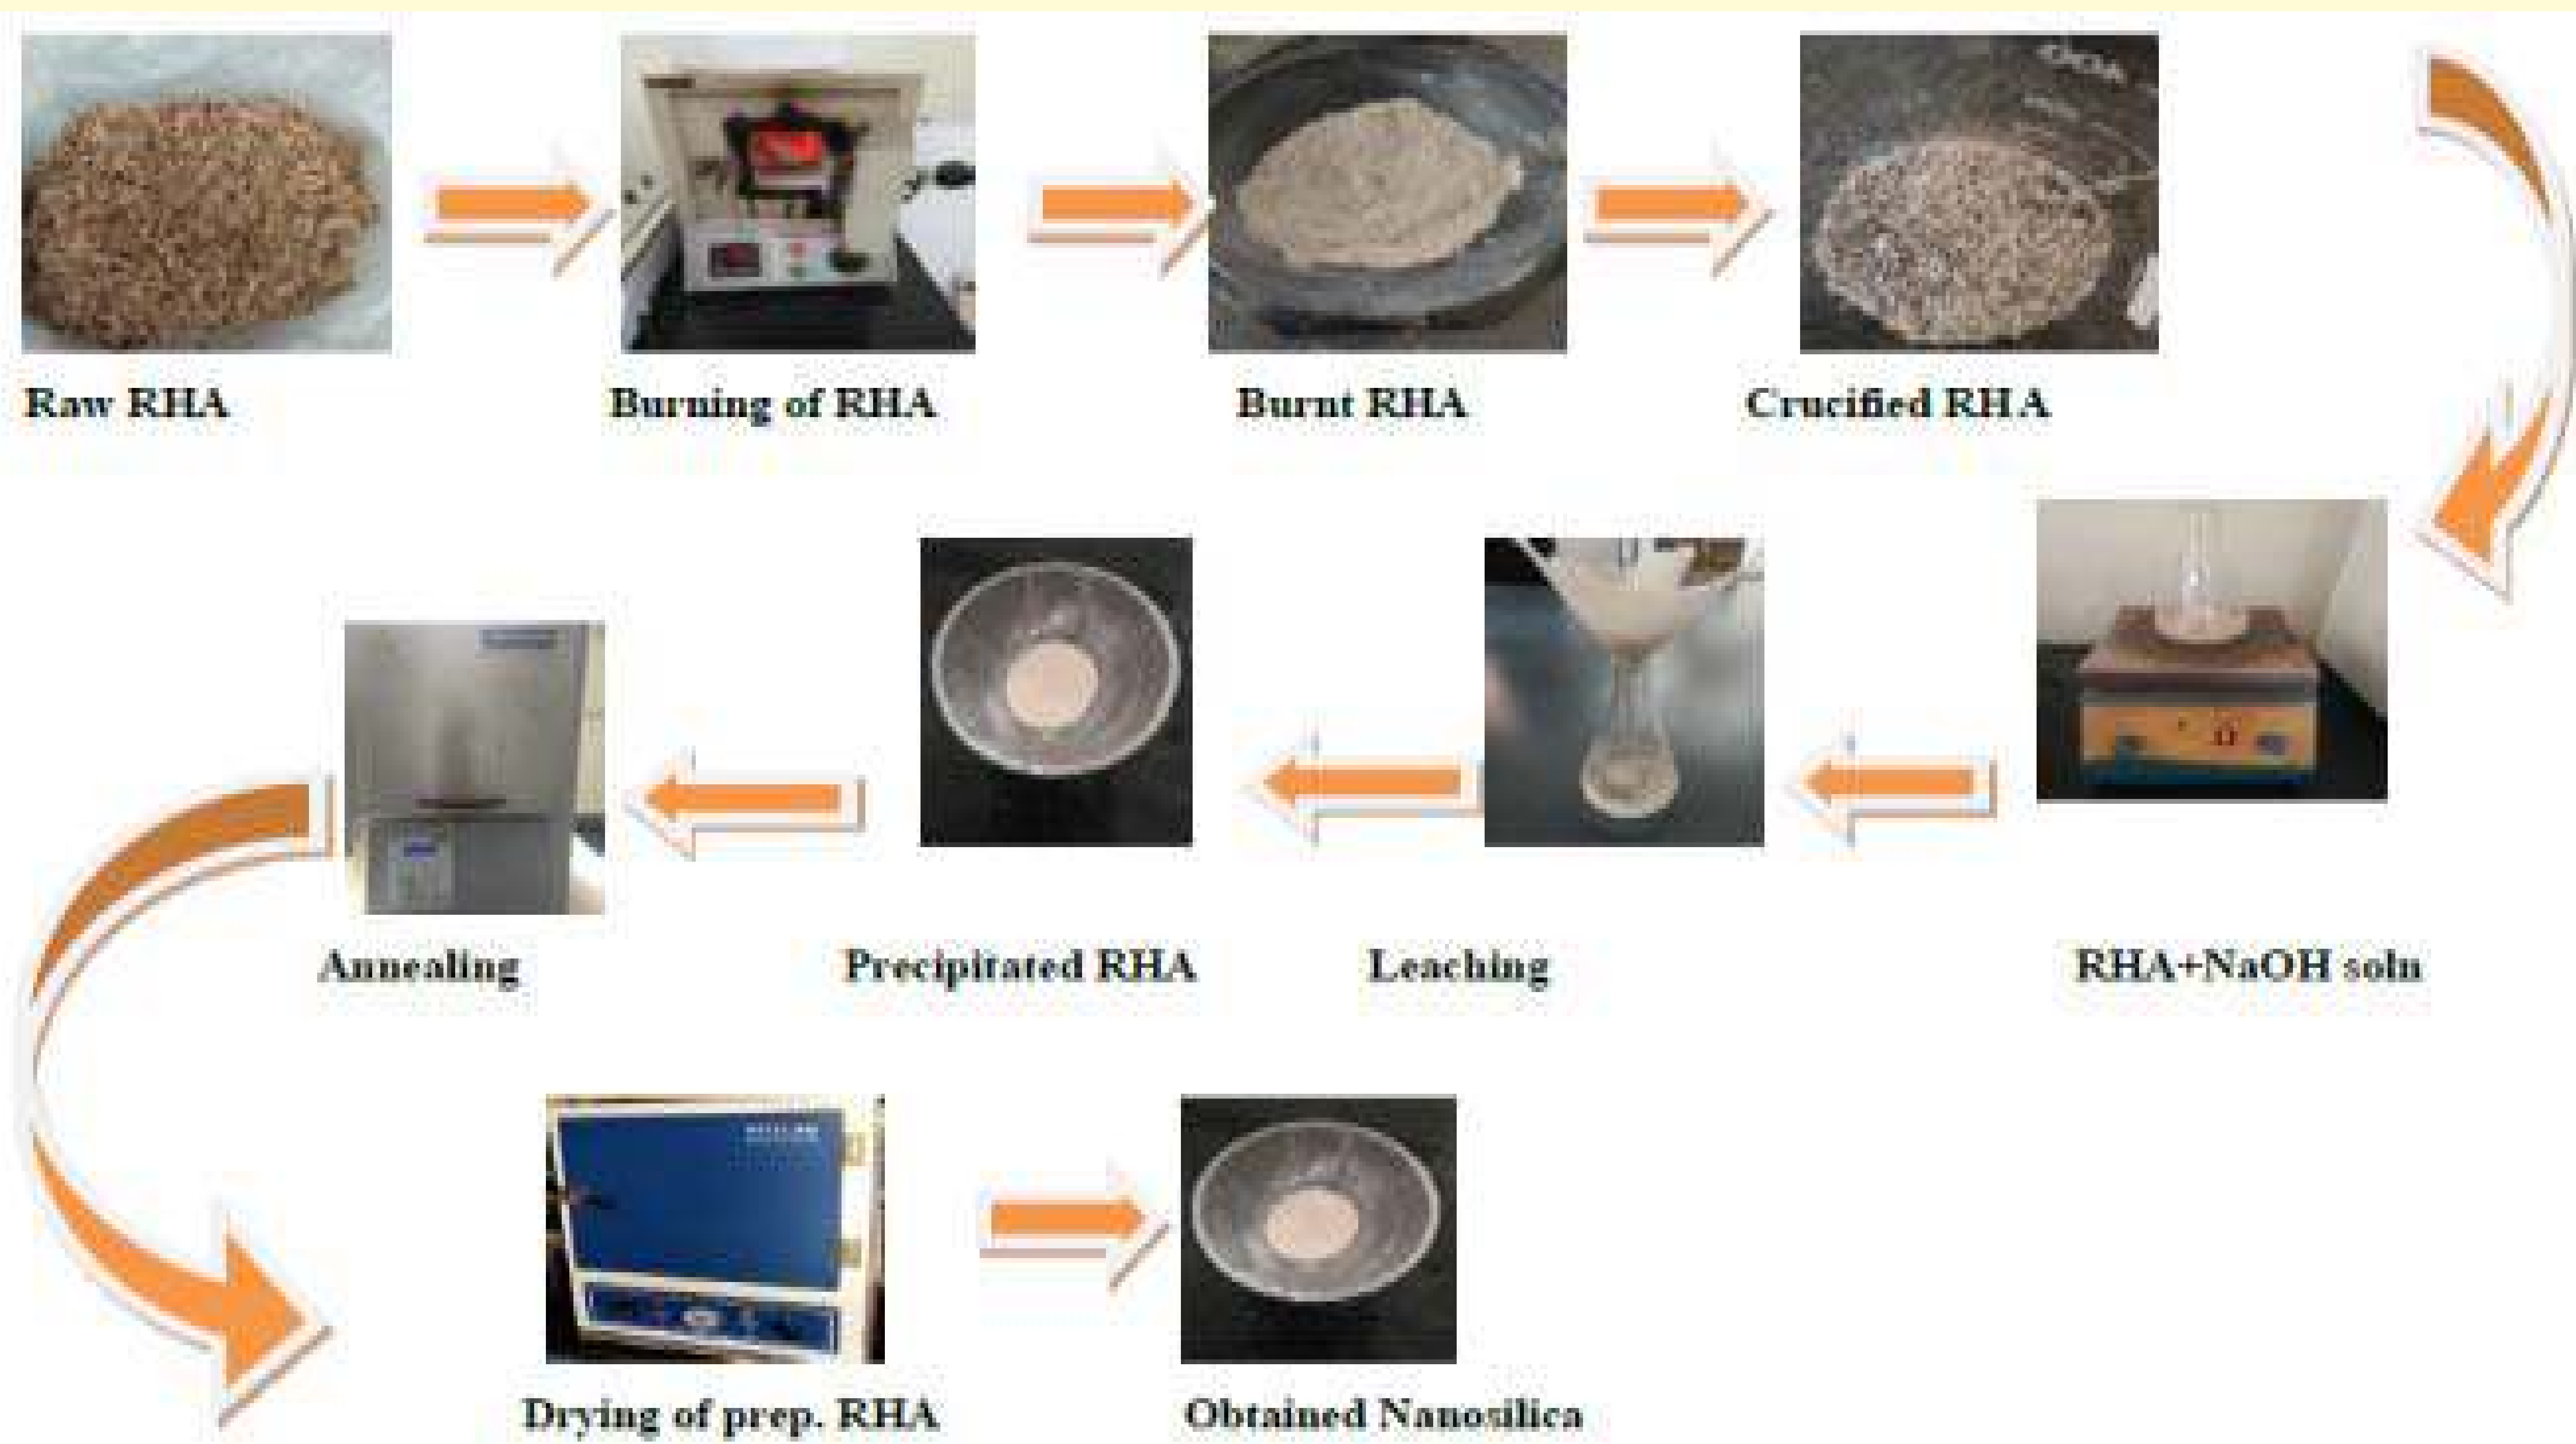 Raw RHA
Burning of RHA
Burnt RHA
Crucified RHA
RHA+NaOH soln
Leaching
Precipitated RHA
Annealing
Drying of prep. RHA
Obtained Nanosilica